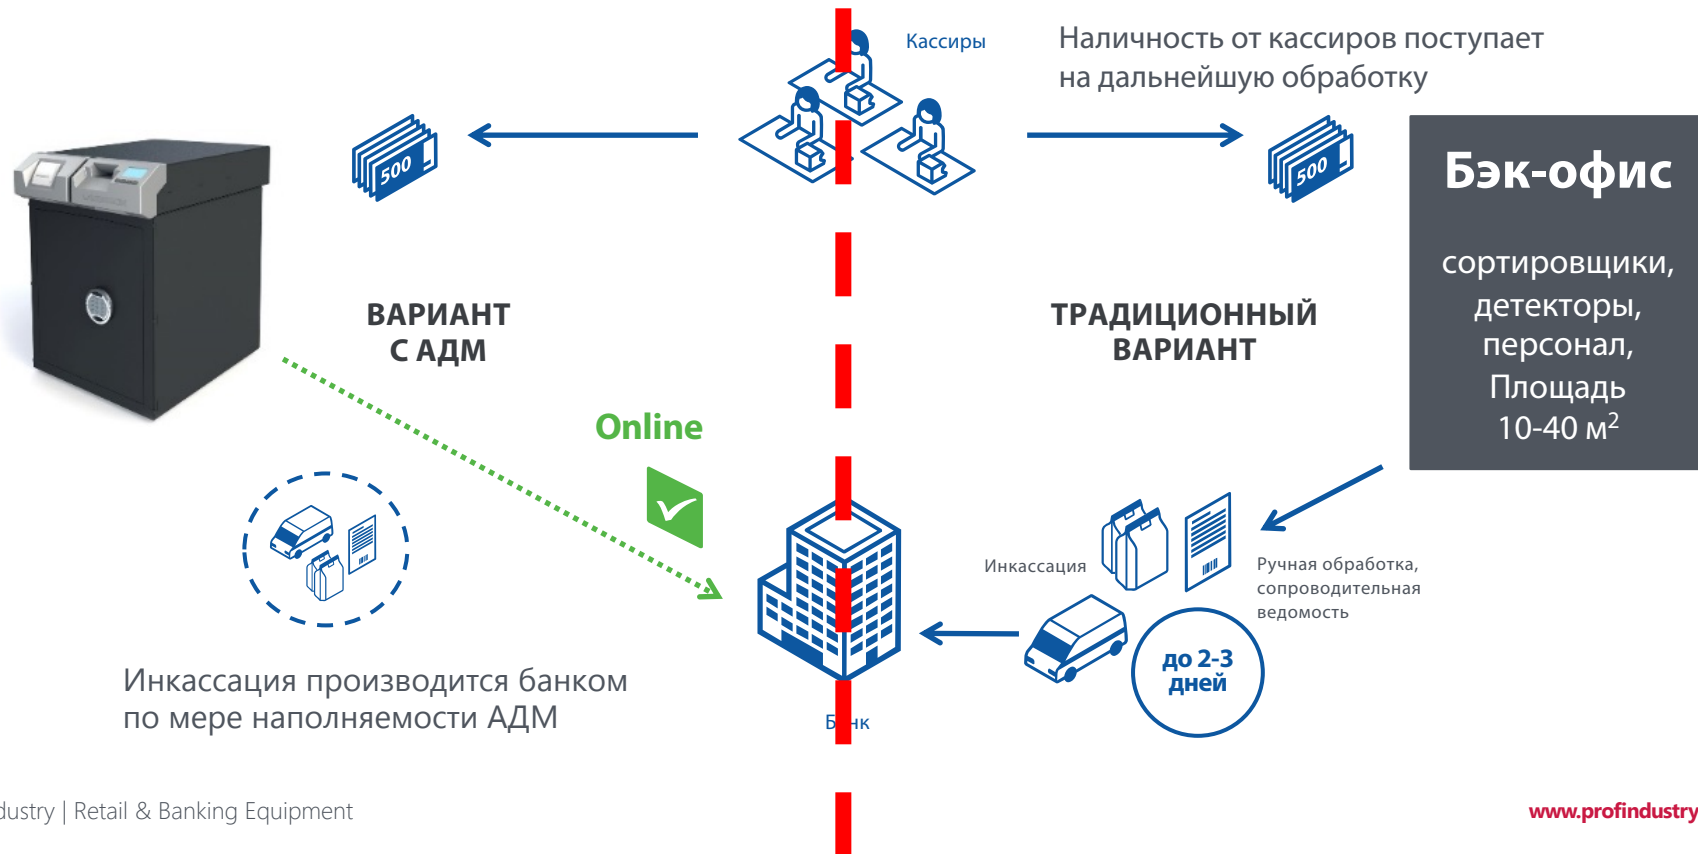 Кассиры
Наличность от кассиров поступает
на дальнейшую обработку
500
500
Бэк-офис
сортировщики,
детекторы,
персонал,
Площадь
10-40 м²
ВАРИАНТ
С АДМ
ТРАДИЦИОННЫЙ
ВАРИАНТ
Online
Инкассация
Ручная обработка,
сопроводительная
ведомость
до 2-3
дней
Инкассация производится банком
по мере наполняемости АДМ
Банк
dustry | Retail & Banking Equipment
www.profindustry